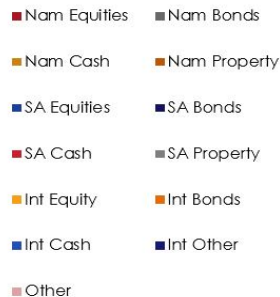 Nam Equities Nam Bonds
Nam Cash Nam Property
SA Equities SA Bonds
SA Cash SA Property
Int Equity Int Bonds
Int Cash Int Other
Other